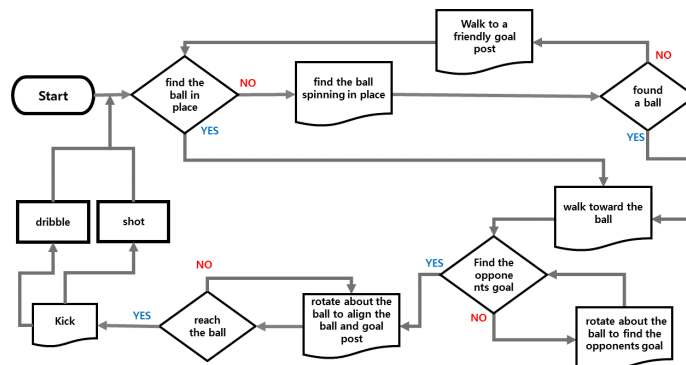 Walk to a
friendly goal
post
NO
Start
find the
ball in
place
NO
find the ball
spinning in place
found
a ball
YES
YES
dribble
shot
walk toward the
ball
Find the
oppone
nts goal
YES
NO
NO
rotate about the
ball to align the
ball and goal
post
reach
the ball
YES
Kick
rotate about the
ball to find the
opponents goal